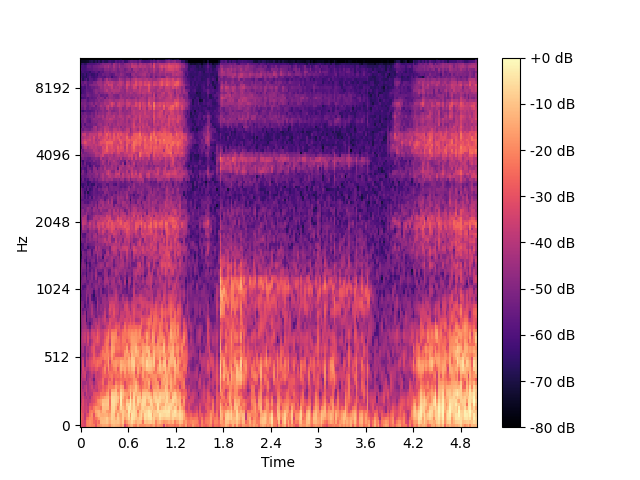 8192
4096
2048
1024
512
0
Hz
0 0.6 1.2 1.8 2.4 3 3.6 4.2 4.8
Time
+0 dB
-10 dB
-20 dB
-30 dB
-40 dB
-50 dB
-60 dB
-70 dB
-80 dB